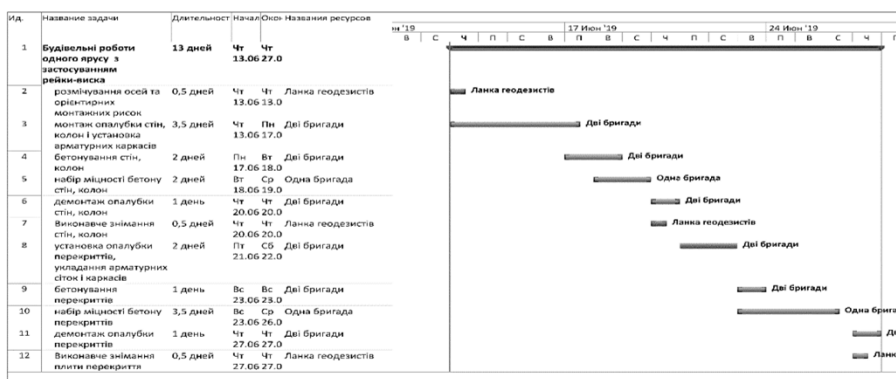 Ид.
Название задачи
Длительност
Начал
Окон
Названия ресурсов
н '19
17 Июн '19
24 Июн '19
В С Ч П В С Ч П В С Ч П
1
Будівельні роботи
одного ярусу з
застосуванням
рейки-виска
13 дней
Чт Чт
13.06 27.0
2
розмічування осей та
орієнтирних
монтажних рисок
0,5 дней
Чт Чт
13.06 13.0
Ланка геодезистів
Ланка геодезистів
3
монтаж опалубки стін,
колон і установка
арматурних каркасів
3,5 дней
Чт Пн
13.06 17.0
Дві бригади
Дві бригади
4
бетонування стін,
колон
2 дней
Пн Вт
17.06 18.0
Дві бригади
Дві бригади
5
набір міцності бетону
стін, колон
2 дней
Вт Ср
18.06 19.0
Одна бригада
Одна бригада
6
демонтаж опалубки
стін, колон
1 день
Чт Чт
20.06 20.0
Дві бригади
Дві бригади
7
Виконавче знімання
стін, колон
0,5 дней
Чт Чт
20.06 20.0
Ланка геодезистів
Ланка геодезистів
8
установка опалубки
перекриттів,
укладання арматурних
сіток і каркасів
2 дней
Пт Сб
21.06 22.0
Дві бригади
Дві бригади
9
бетонування
перекриттів
1 день
Вс Вс
23.06 23.0
Дві бригади
Дві бригади
10
набір міцності бетону
перекриттів
3,5 дней
Вс Ср
23.06 26.0
Одна бригада
Одна брига
11
демонтаж опалубки
перекриттів
1 день
Чт Чт
27.06 27.0
Дві бригади
12
Виконавче знімання
плити перекриття
0,5 дней
Чт Чт
27.06 27.0
Ланка геодезистів
Ланк